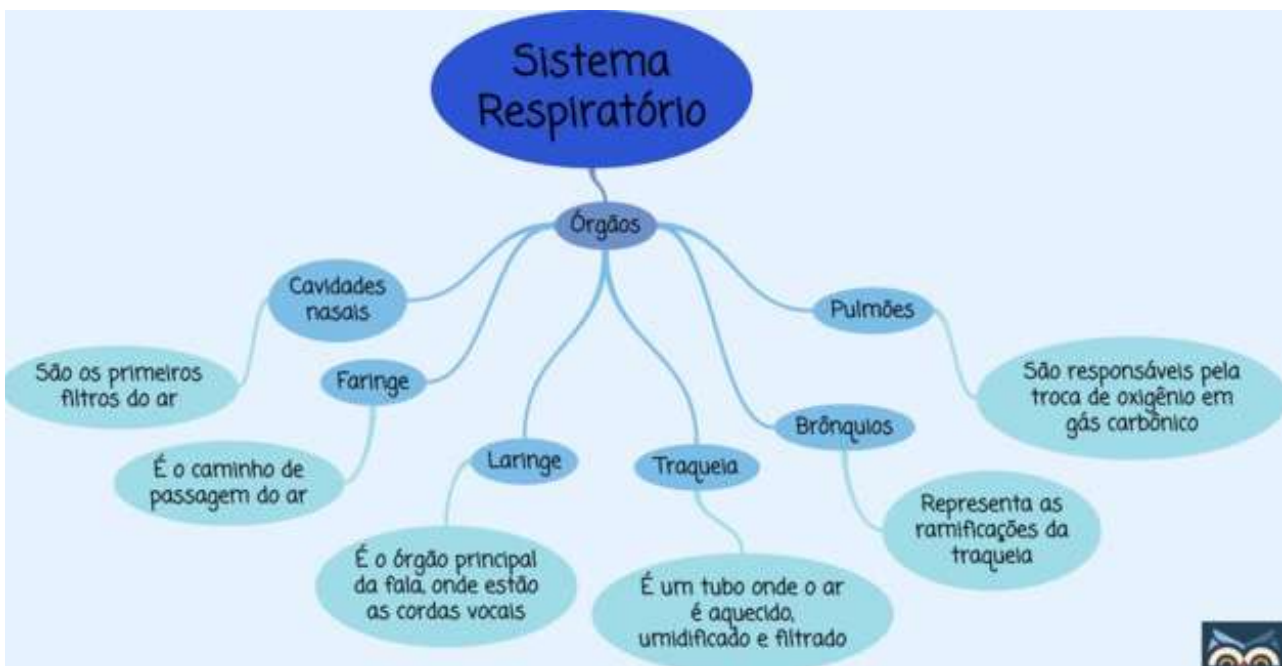 Sistema
Respiratório
Órgãos
Cavidades
nasais
São os primeiros
filtros do ar
Faringe
É o caminho de
passagem do ar
Laringe
É o órgão principal
da fala, onde estão
as cordas vocais
Traqueia
É um tubo onde o ar
é aquecido,
umidificado e filtrado
Brônquios
Representa as
ramificações da
traqueia
Pulmões
São responsáveis pela
troca de oxigênio em
gás carbônico